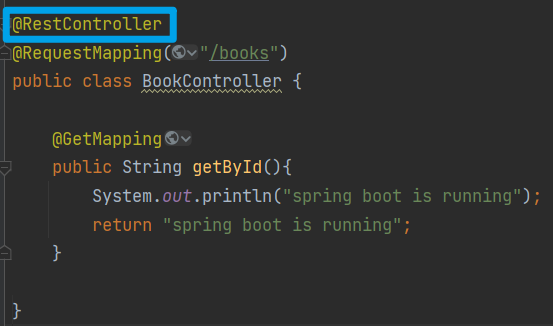 @RestController
@RequestMapping("/books")
public class BookController {
@GetMapping
public String getById(){
System.out.println("spring boot is running");
return "spring boot is running";
}
}